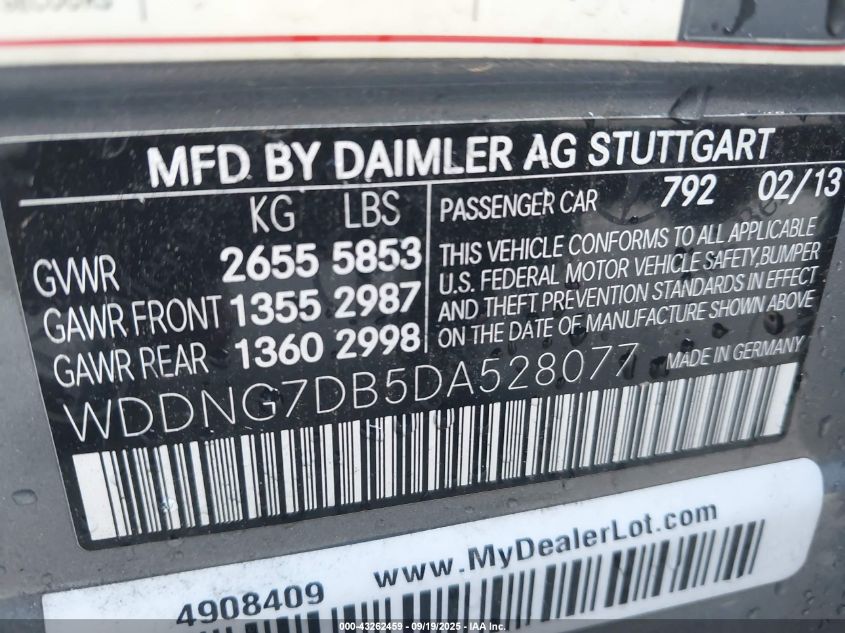 MFD BY DAIMLER AG STUTTGART
KG LBS
GVWR 2655 5853
GAWR FRONT 1355 2987
GAWR REAR 1360 2998
PASSENGER CAR 792 02/13
THIS VEHICLE CONFORMS TO ALL APPLICABLE
U.S. FEDERAL MOTOR VEHICLE SAFETY,BUMPER
AND THEFT PREVENTION STANDARDS IN EFFECT
ON THE DATE OF MANUFACTURE SHOWN ABOVE
WDDNG7DB5DA528077 MADE IN GERMANY
www.MyDealerLot.com
4908409
000-43262459 - 09/19/2025 - IAA Inc.